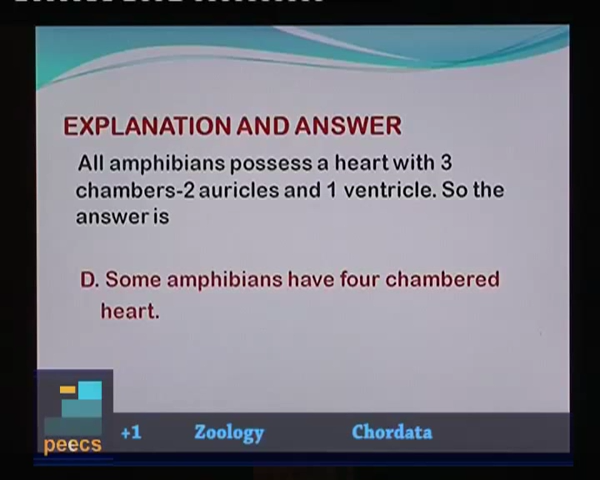 EXPLANATION AND ANSWER
All amphibians possess a heart with 3
chambers-2 auricles and 1 ventricle. So the
answer is
D. Some amphibians have four chambered
heart.
peecs
+1 Zoology Chordata